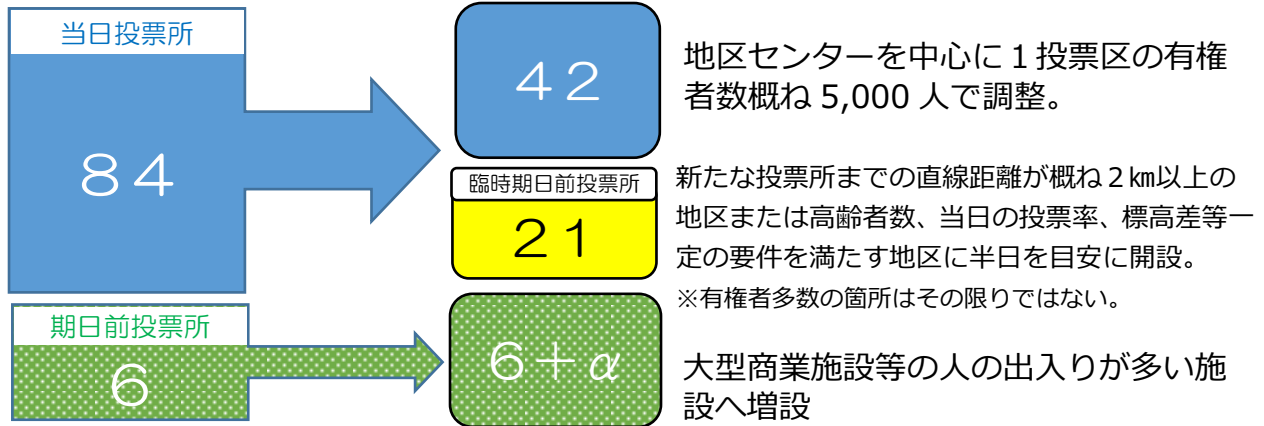 当日投票所
８４
４２
地区センターを中心に１投票区の有権
者数概ね 5,000 人で調整。
臨時期日前投票所
２１
新たな投票所までの直線距離が概ね２㎞以上の
地区または高齢者数、当日の投票率、標高差等一
定の要件を満たす地区に半日を目安に開設。
※有権者多数の箇所はその限りではない。
期日前投票所
６
６＋α
大型商業施設等の人の出入りが多い施
設へ増設